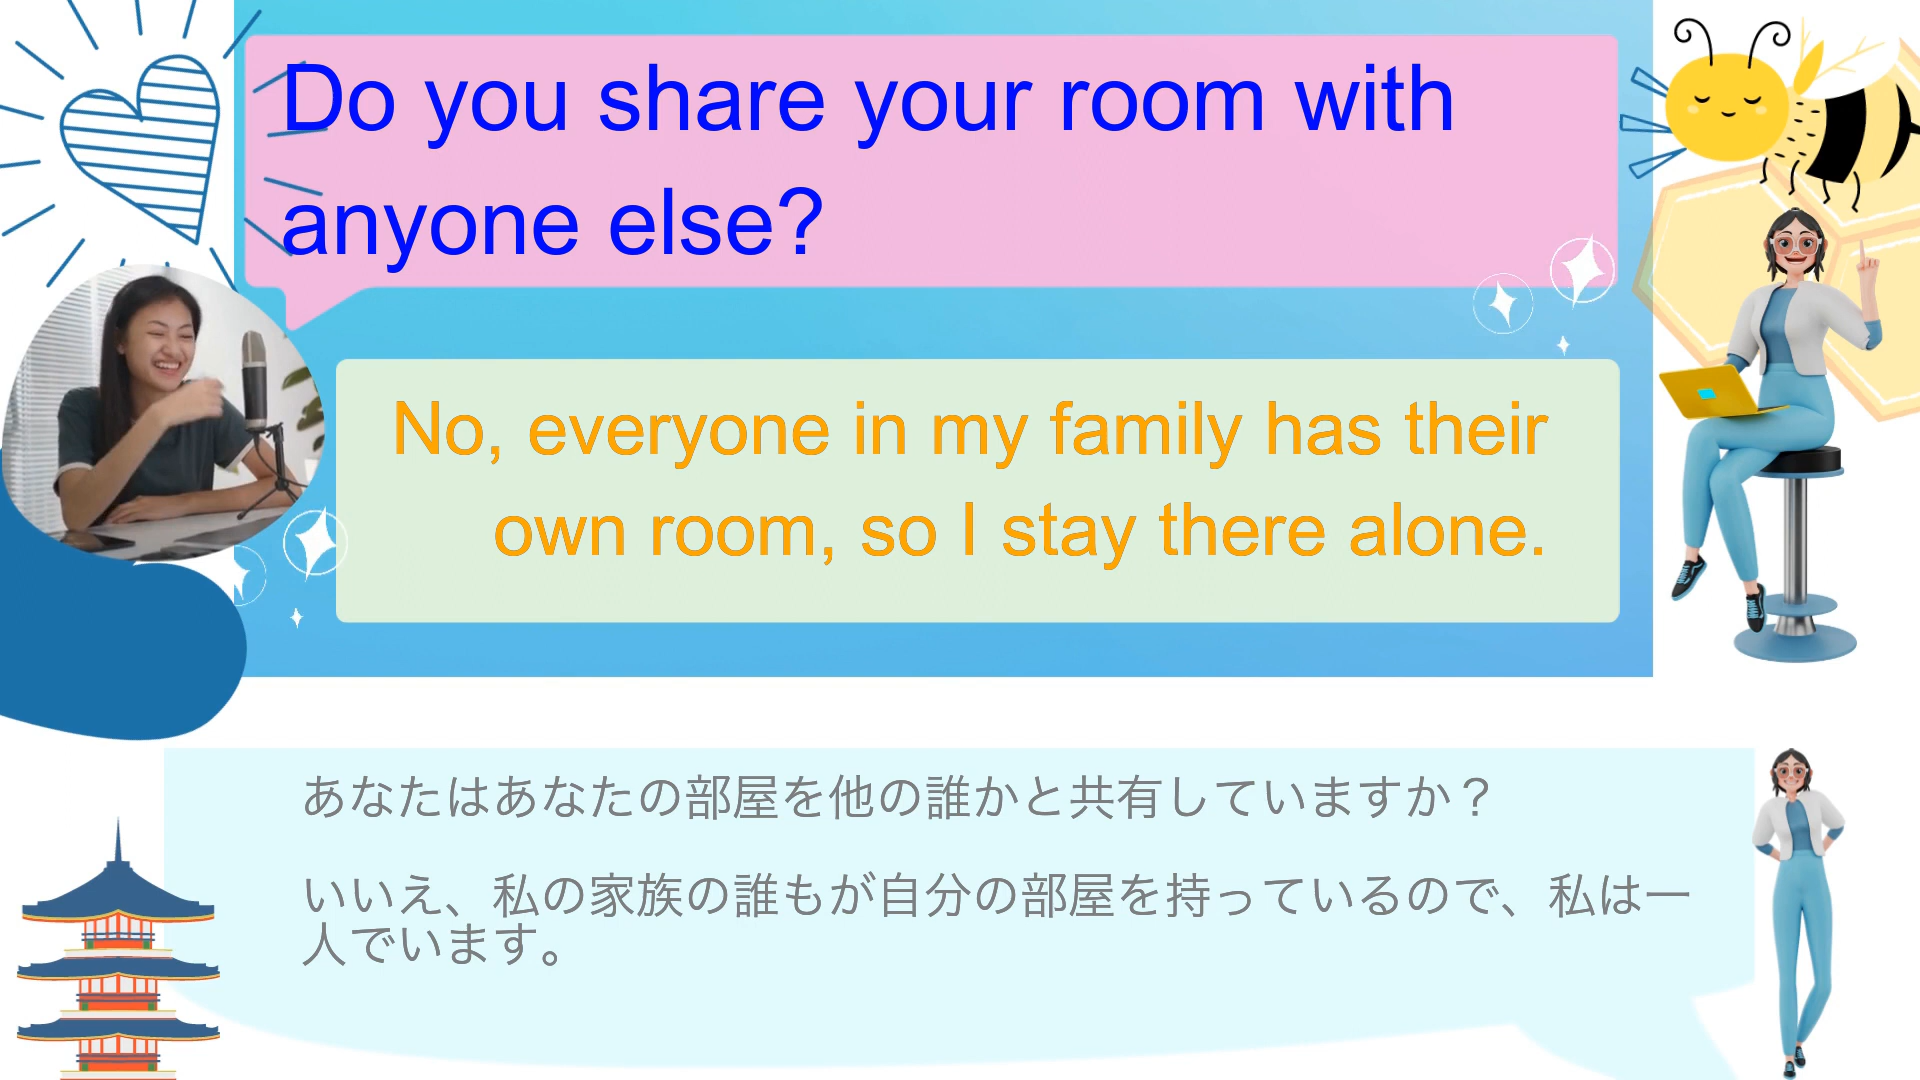 Do you share your room with
anyone else?
No, everyone in my family has their
own room, so I stay there alone.
あなたはあなたの部屋を他の誰かと共有していますか？
いいえ、私の家族の誰もが自分の部屋を持っているので、私は一
人でいます。